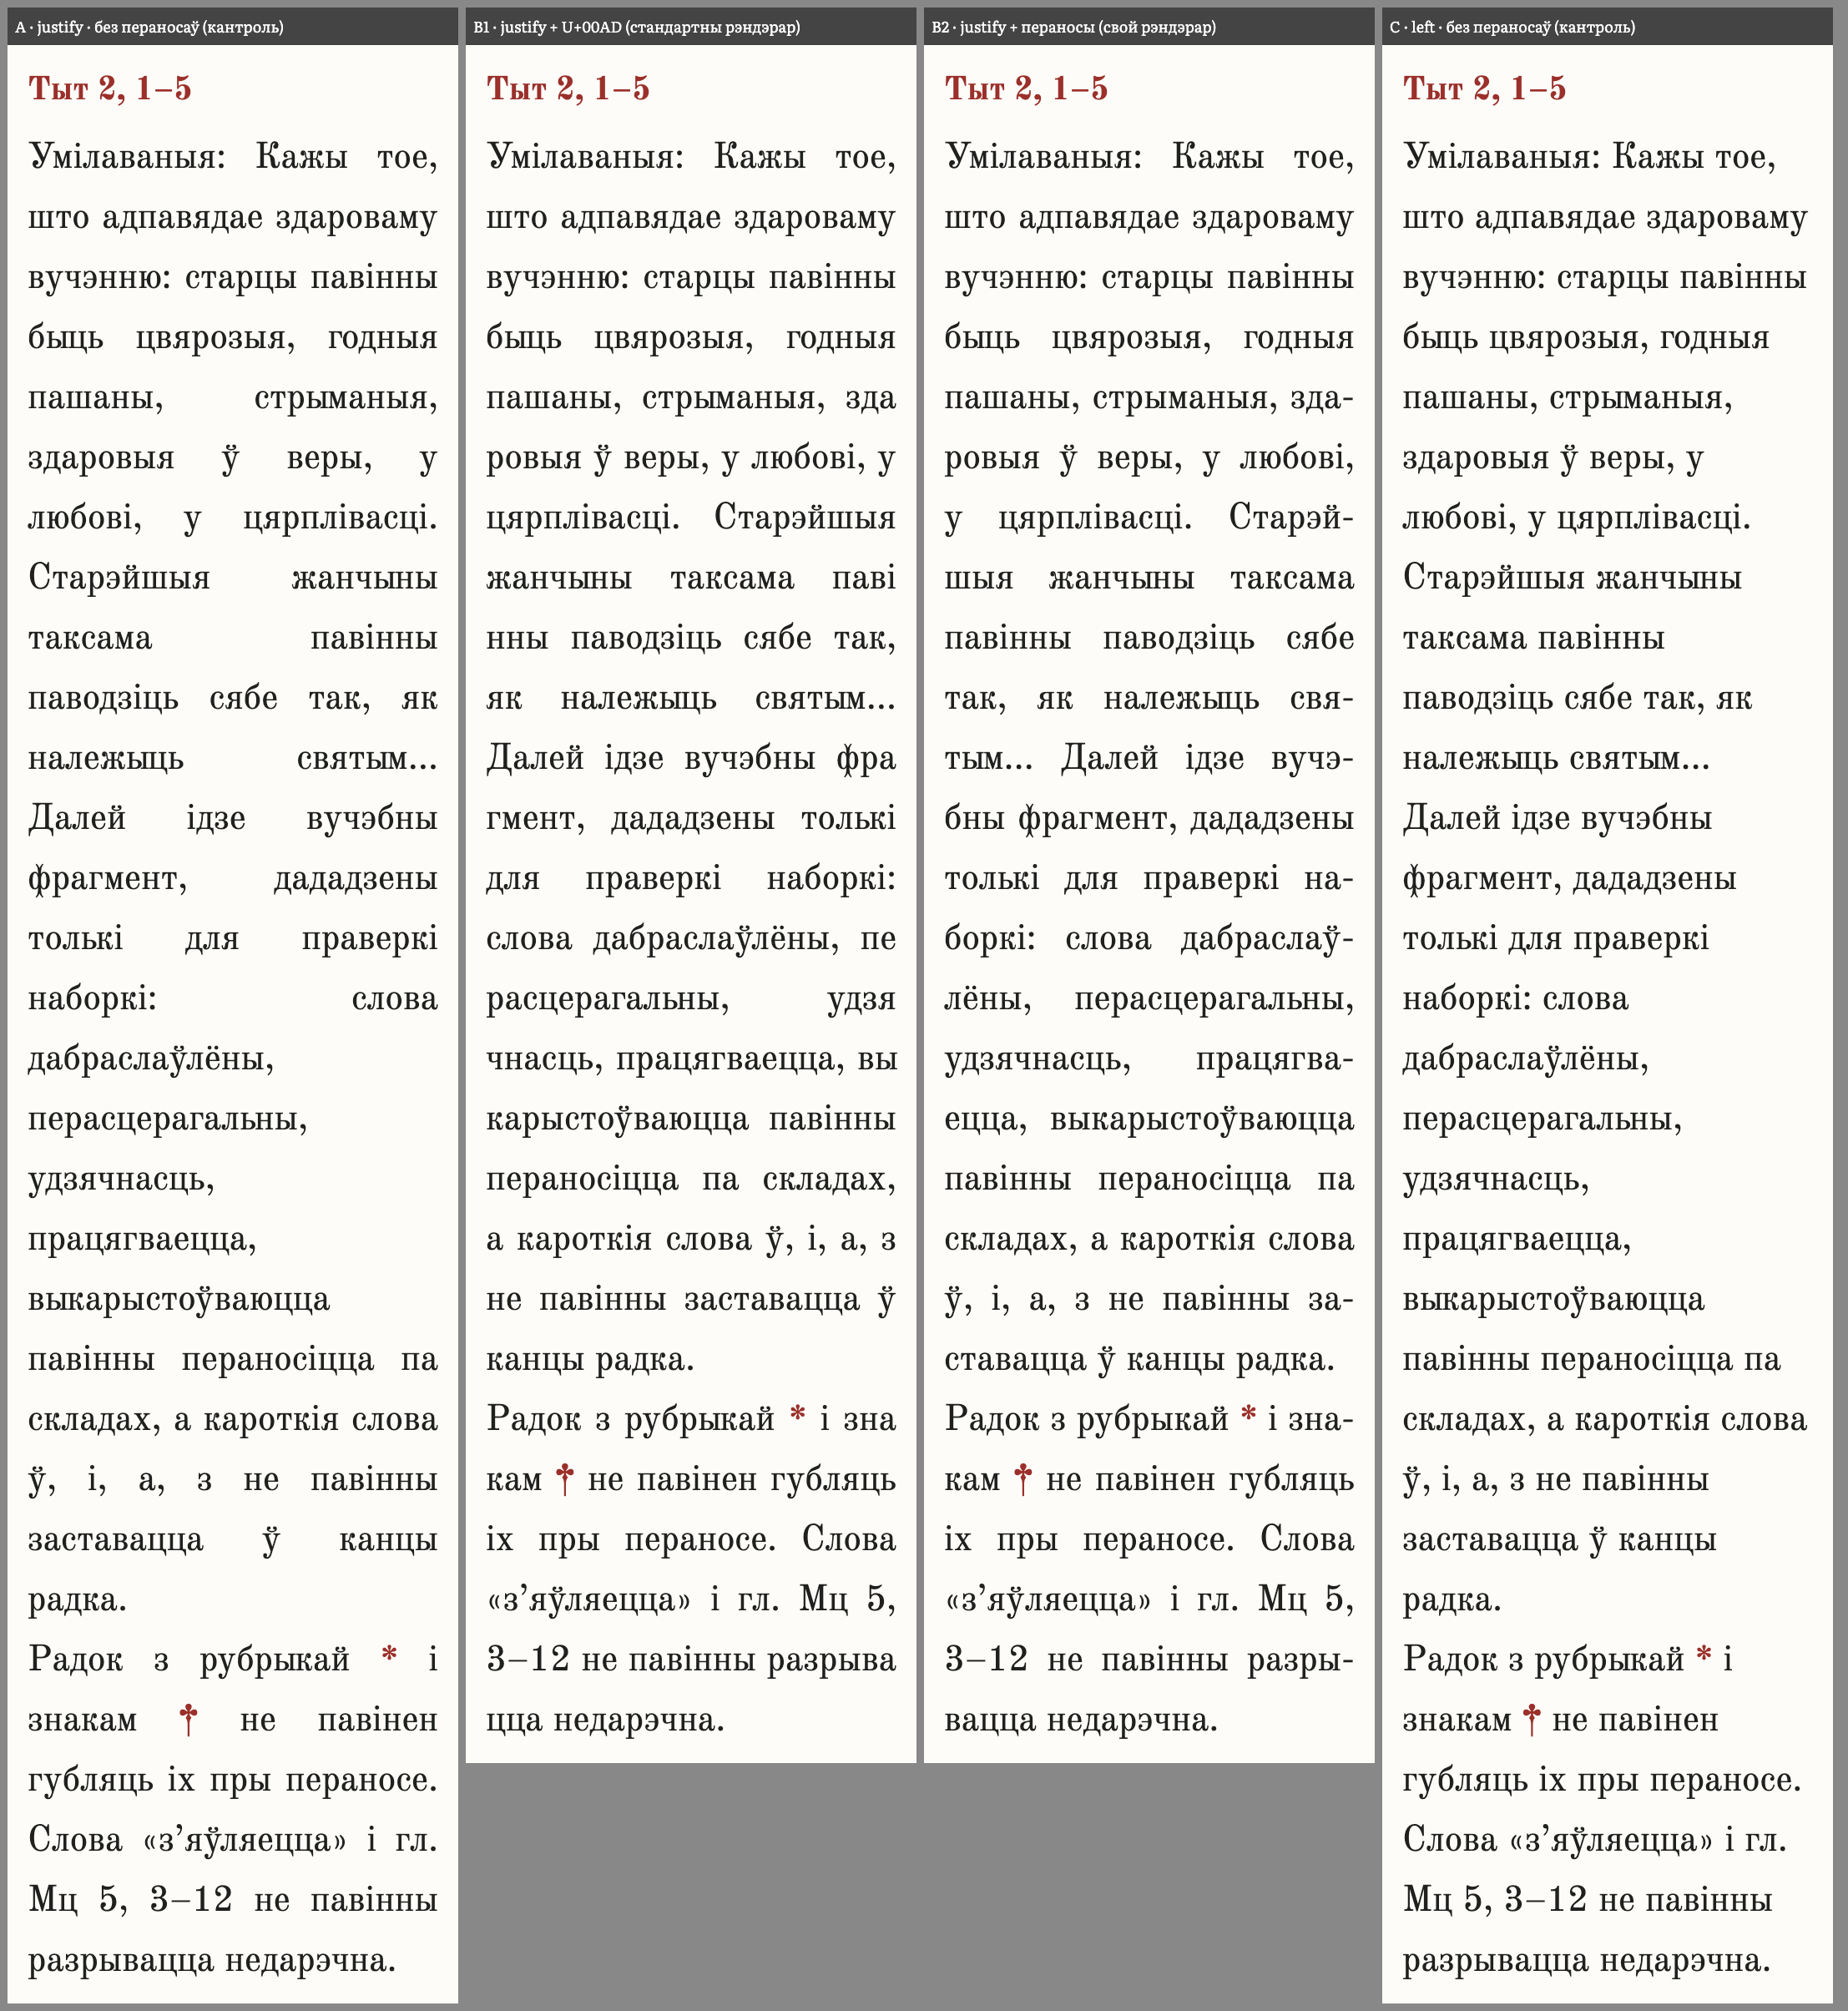 A · justify · без пераносаў (кантроль)
Тыт 2, 1–5
Умілаваныя: Кажы тое,
што адпавядае здароваму
вучэнню: старцы павінны
быць цвярозыя, годныя
пашаны, стрыманыя,
здаровыя ў веры, у
любові, у цярплівасці.
Старэйшыя жанчыны
таксама павінны
паводзіць сябе так, як
належыць святым...
Далей ідзе вучэбны
фрагмент, дададзены
толькі для праверкі
наборкі: слова
дабраслаўлёны,
перасцерагальны,
удзячнасць,
працягваецца,
выкарыстоўваюцца
павінны пераносіцца па
складах, а кароткія слова
ў, і, а, з не павінны
заставацца ў канцы
радка.
Радок з рубрыкай * і
знакам † не павінен
губляць іх пры пераносе.
Слова «з’яўляецца» і гл.
Мц 5, 3–12 не павінны
разрывацца недарэчна.
B1 · justify + U+00AD (стандартны рэндэрар)
Тыт 2, 1–5
Умілаваныя: Кажы тое,
што адпавядае здароваму
вучэнню: старцы павінны
быць цвярозыя, годныя
пашаны, стрыманыя, зда
ровыя ў веры, у любові, у
цярплівасці. Старэйшыя
жанчыны таксама паві
нны паводзіць сябе так,
як належыць святым...
Далей ідзе вучэбны фра
гмент, дададзены толькі
для праверкі наборкі:
слова дабраслаўлёны, пе
расцерагальны, удзя
чнасць, працягваецца, вы
карыстоўваюцца павінны
пераносіцца па складах,
а кароткія слова ў, і, а, з
не павінны заставацца ў
канцы радка.
Радок з рубрыкай * і зна
кам † не павінен губляць
іх пры пераносе. Слова
«з’яўляецца» і гл. Мц 5,
3–12 не павінны разрыва
цца недарэчна.
B2 · justify + пераносы (свой рэндэрар)
Тыт 2, 1–5
Умілаваныя: Кажы тое,
што адпавядае здароваму
вучэнню: старцы павінны
быць цвярозыя, годныя
пашаны, стрыманыя, зда-
ровыя ў веры, у любові,
у цярплівасці. Старэй-
шыя жанчыны таксама
павінны паводзіць сябе
так, як належыць свя-
тым... Далей ідзе вучэ-
бны фрагмент, дададзены
толькі для праверкі на-
боркі: слова дабраслаў-
лёны, перасцерагальны,
удзячнасць, працягва-
ецца, выкарыстоўваюцца
павінны пераносіцца па
складах, а кароткія слова
ў, і, а, з не павінны за-
ставацца ў канцы радка.
Радок з рубрыкай * і зна-
кам † не павінен губляць
іх пры пераносе. Слова
«з’яўляецца» і гл. Мц 5,
3–12 не павінны разры-
вацца недарэчна.
C · left · без пераносаў (кантроль)
Тыт 2, 1–5
Умілаваныя: Кажы тое,
што адпавядае здароваму
вучэнню: старцы павінны
быць цвярозыя, годныя
пашаны, стрыманыя,
здаровыя ў веры, у
любові, у цярплівасці.
Старэйшыя жанчыны
таксама павінны
паводзіць сябе так, як
належыць святым...
Далей ідзе вучэбны
фрагмент, дададзены
толькі для праверкі
наборкі: слова
дабраслаўлёны,
перасцерагальны,
удзячнасць,
працягваецца,
выкарыстоўваюцца
павінны пераносіцца па
складах, а кароткія слова
ў, і, а, з не павінны
заставацца ў канцы
радка.
Радок з рубрыкай * і
знакам † не павінен
губляць іх пры пераносе.
Слова «з’яўляецца» і гл.
Мц 5, 3–12 не павінны
разрывацца недарэчна.